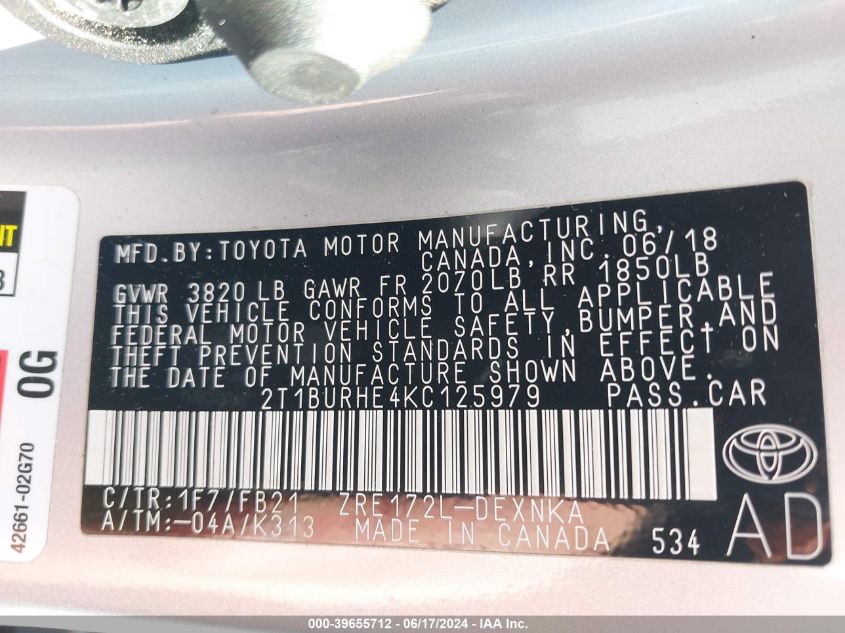 MFD.BY:TOYOTA MOTOR MANUFACTURING,
CANADA,INC.06/18
GVWR 3820 LB GAWR FR 2070LB RR 1850LB
THIS VEHICLE CONFORMS TO ALL APPLICABLE
FEDERAL MOTOR VEHICLE SAFETY,BUMPER,AND
THEFT PREVENTION STANDARDS IN EFFECT ON
THE DATE OF MANUFACTURE SHOWN ABOVE.
2T1BURHE4KC125979 PASS.CAR
C/TR:1F7/FB21 ZRE172L-DEXNKA
A/TM:-04A/K313 MADE IN CANADA 534
AD
0G
42661-02G70
000-39655712 - 06/17/2024 - IAA Inc.